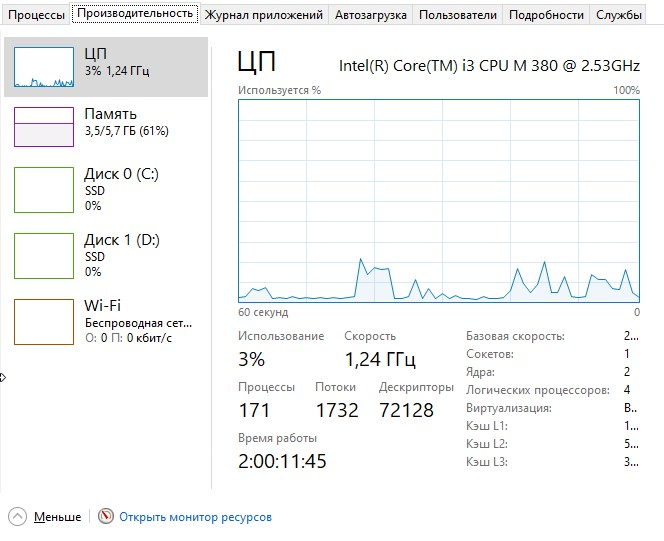 Процессы Производительность Журнал приложений Автозагрузка Пользователи Подробности Службы
ЦП
3% 1,24 ГГц
Память
3,5/5,7 ГБ (61%)
Диск 0 (C:)
SSD
0%
Диск 1 (D:)
SSD
0%
Wi-Fi
Беспроводная сет...
О: 0 П: 0 кбит/с
ЦП Intel(R) Core(TM) i3 CPU M 380 @ 2.53GHz
Используется % 100%
60 секунд 0
Использование Скорость
3% 1,24 ГГц
Процессы Потоки Дескрипторы
171 1732 72128
Время работы
2:00:11:45
Базовая скорость: 2...
Сокетов: 1
Ядра: 2
Логических процессоров: 4
Виртуализация: В..
Кэш L1: 1...
Кэш L2: 5...
Кэш L3: 3...
Меньше Открыть монитор ресурсов